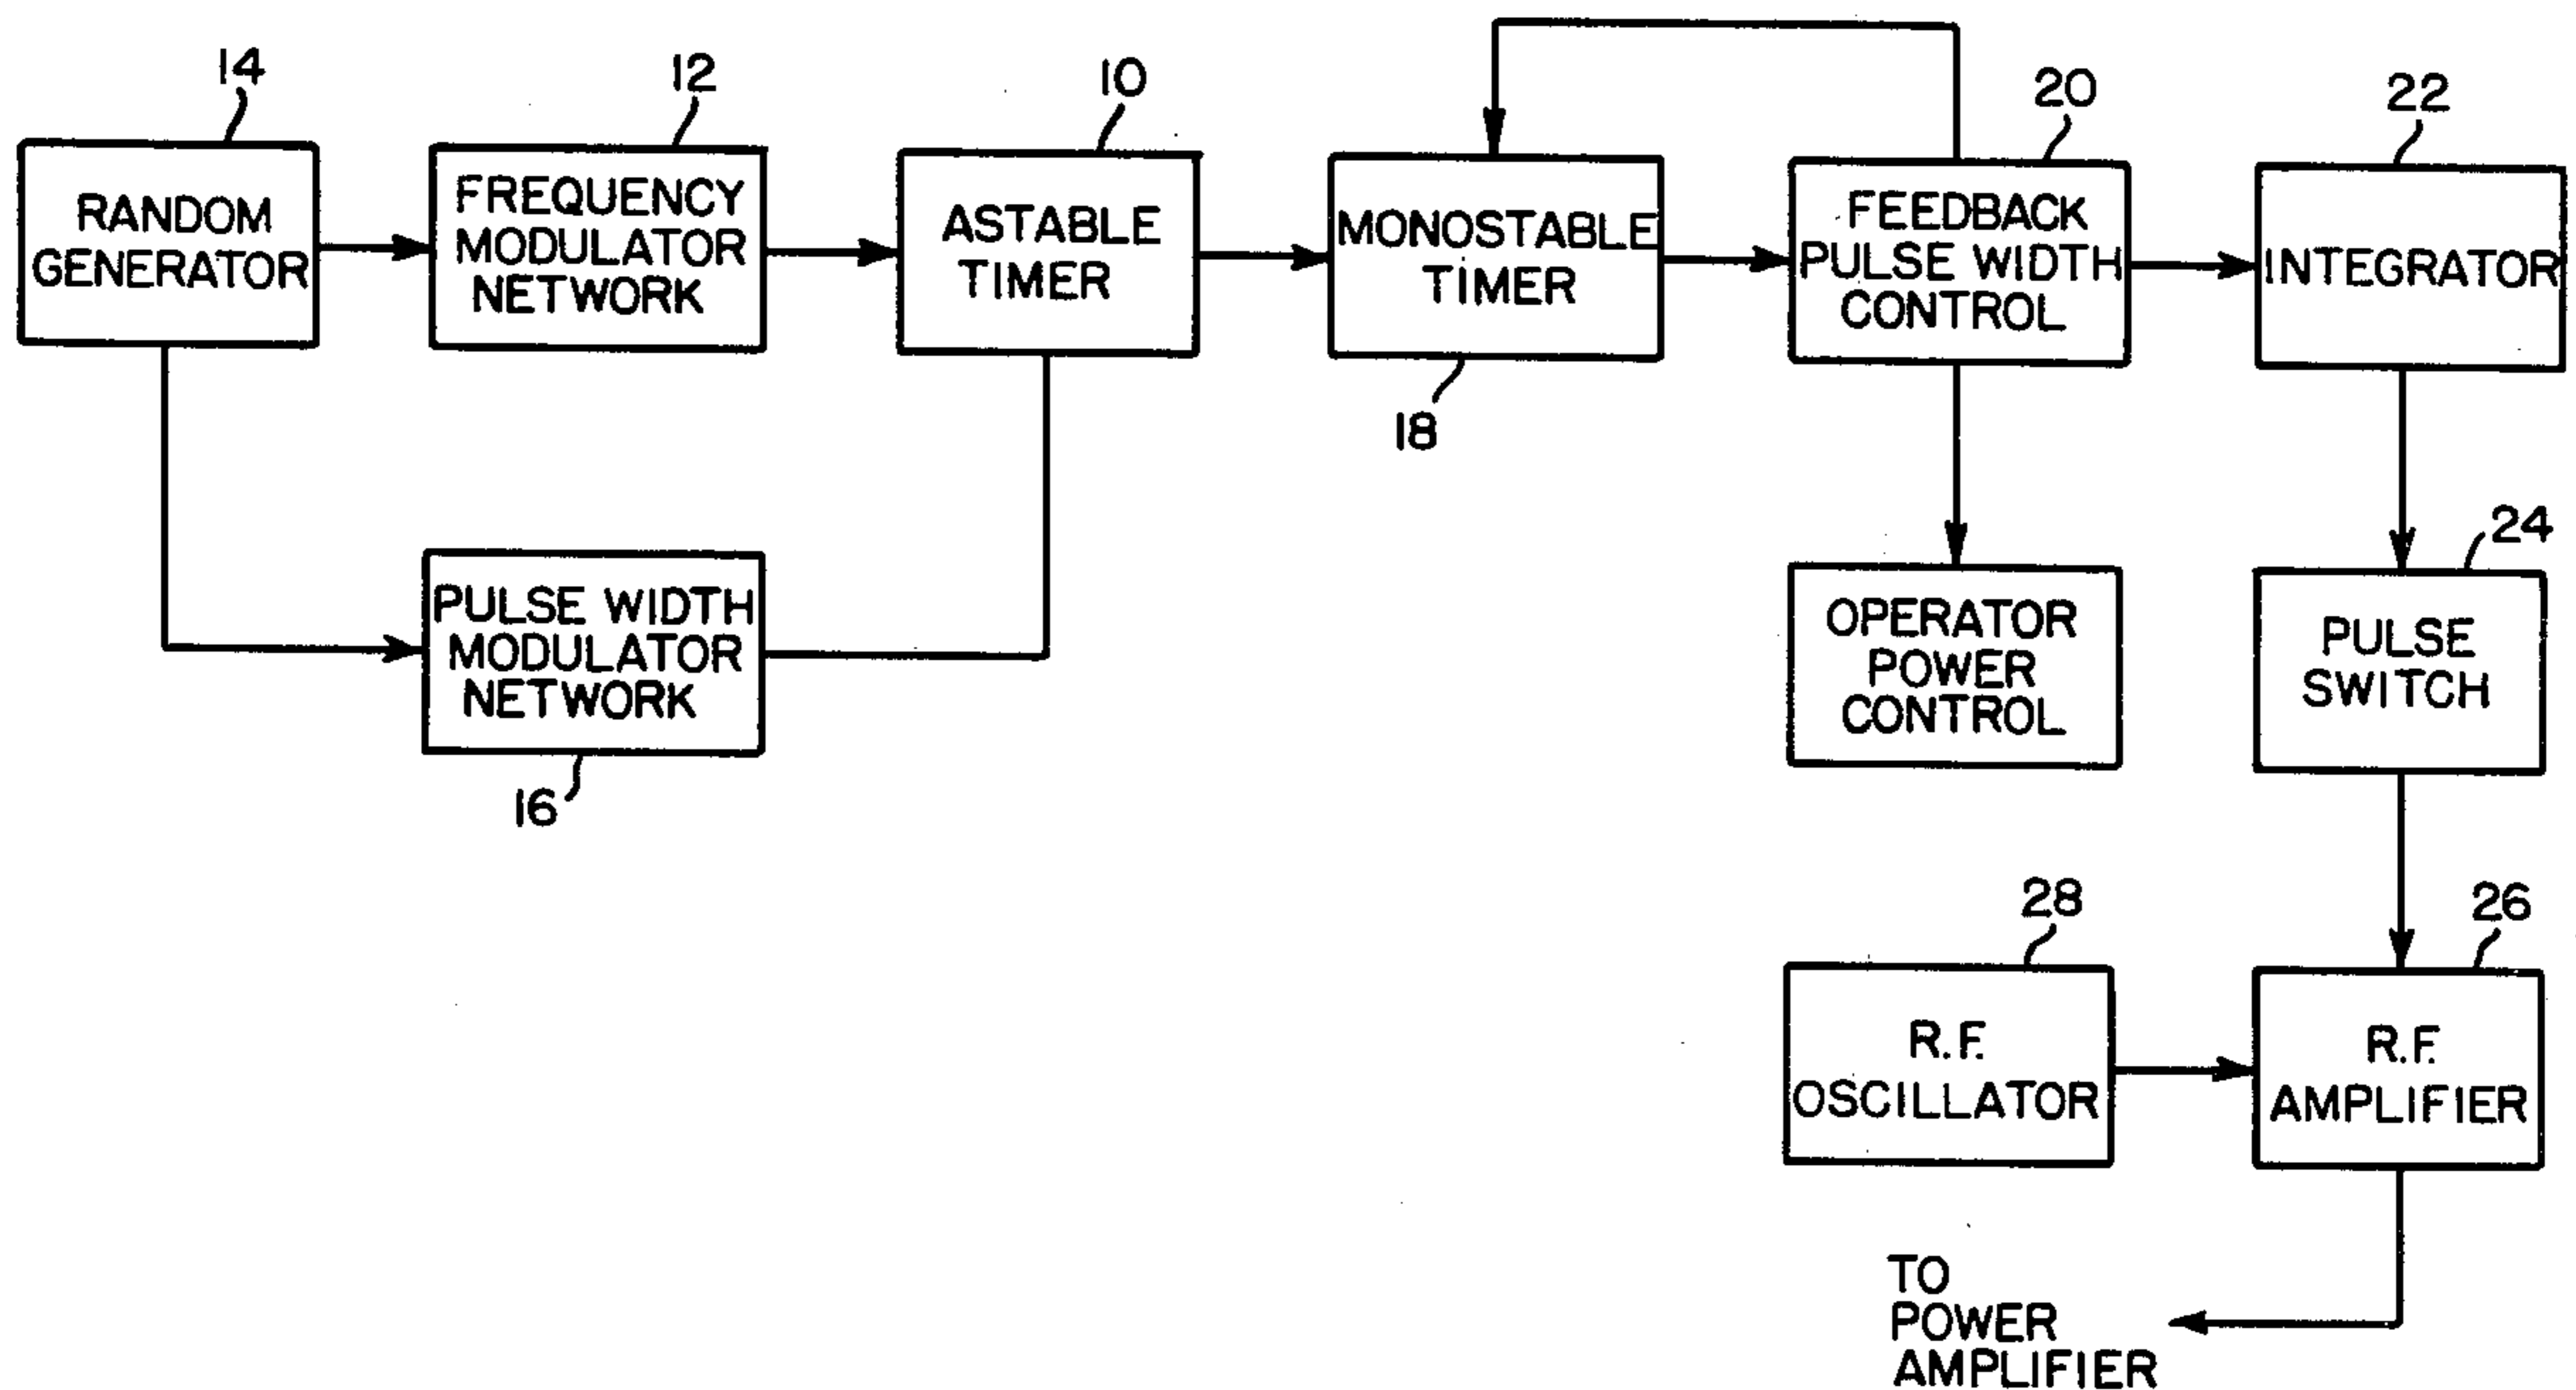 14
12
10
20
22
RANDOM
GENERATOR
FREQUENCY
MODULATOR
NETWORK
ASTABLE
TIMER
MONOSTABLE
TIMER
FEEDBACK
PULSE WIDTH
CONTROL
INTEGRATOR
18
24
PULSE WIDTH
MODULATOR
NETWORK
16
OPERATOR
POWER
CONTROL
PULSE
SWITCH
28
26
R.F.
OSCILLATOR
R.F.
AMPLIFIER
TO
POWER
AMPLIFIER